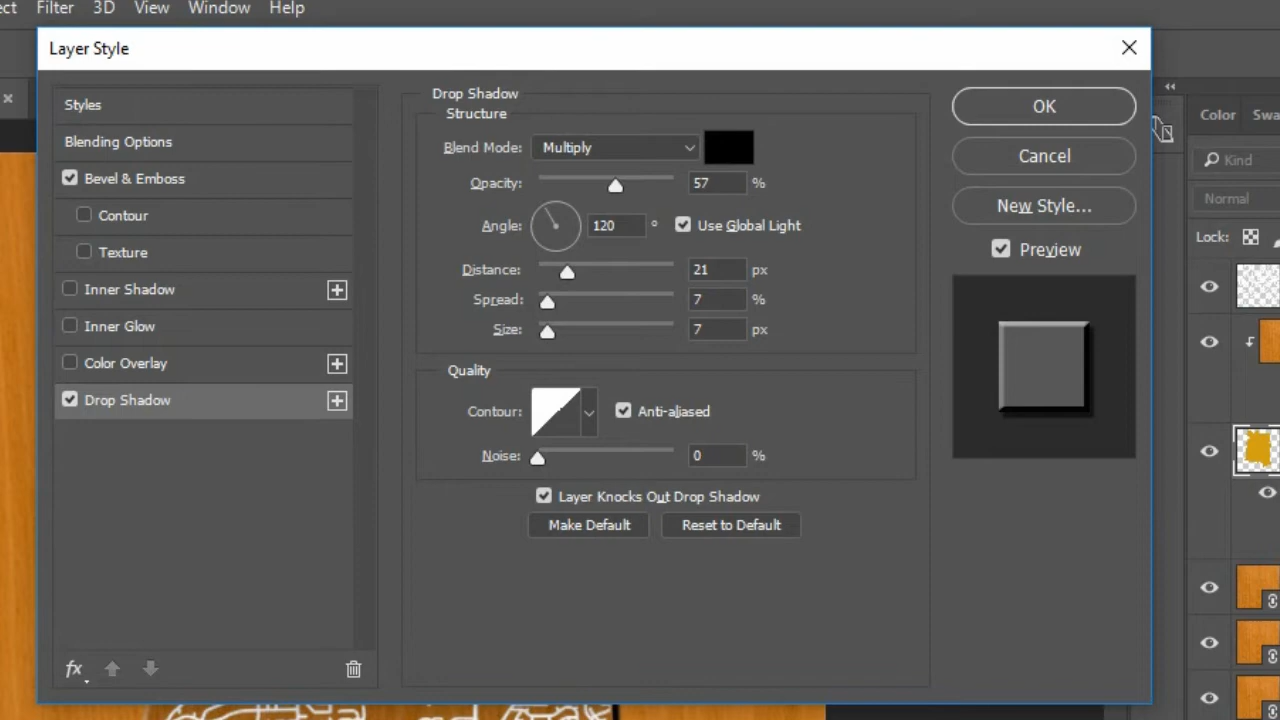 ct Filter 3D View Window Help
Layer Style
Styles
Blending Options
Bevel & Emboss
Contour
Texture
Inner Shadow
Inner Glow
Color Overlay
Drop Shadow
fx
Drop Shadow
Structure
Blend Mode: Multiply
Opacity: 57 %
Angle: 120 ° Use Global Light
Distance: 21 px
Spread: 7 %
Size: 7 px
Quality
Contour: Anti-aliased
Noise: 0 %
Layer Knocks Out Drop Shadow
Make Default Reset to Default
OK
Cancel
New Style...
Preview
Color Swa
Kind
Normal
Lock: